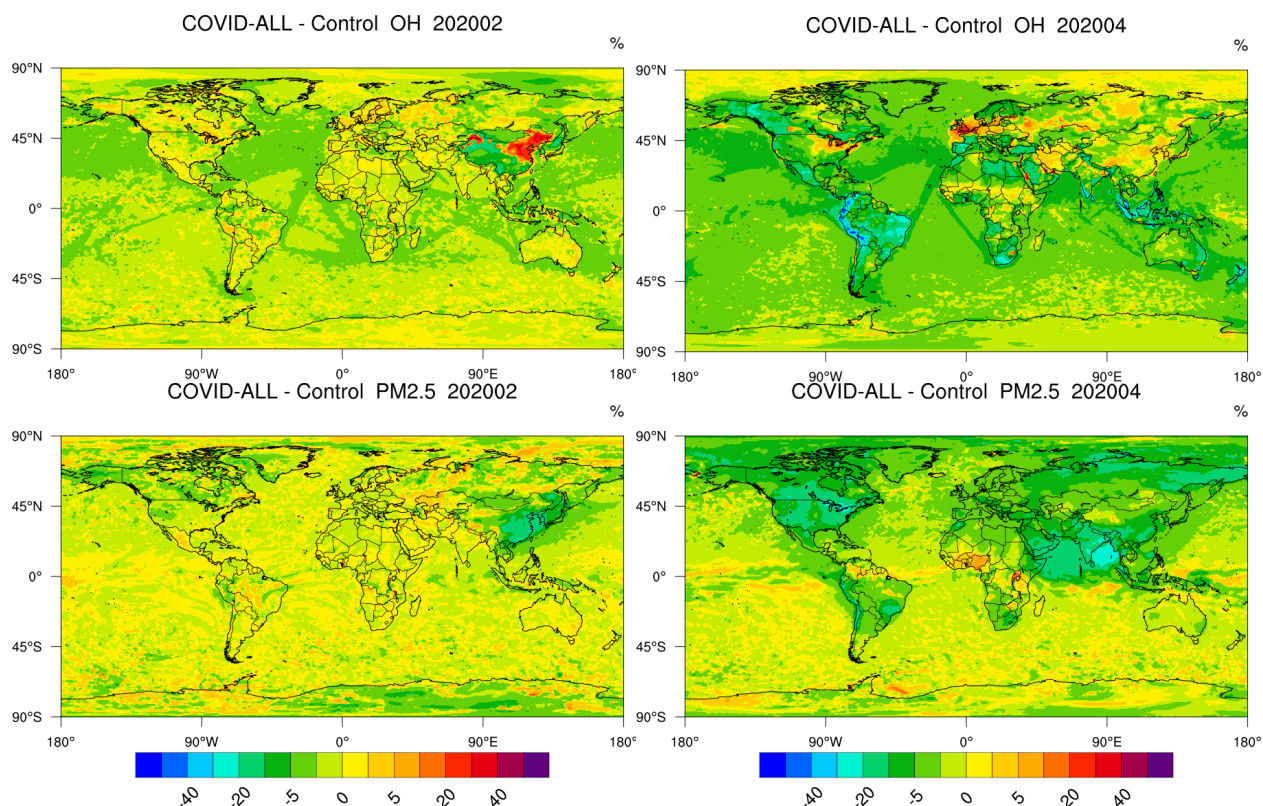 COVID-ALL - Control OH 202002
%
90°N
45°N
0°
45°S
90°S
180°
90°W
0°
90°E
180°
COVID-ALL - Control OH 202004
%
90°N
45°N
0°
45°S
90°S
180°
90°W
0°
90°E
180°
COVID-ALL - Control PM2.5 202002
%
90°N
45°N
0°
45°S
90°S
180°
90°W
0°
90°E
180°
COVID-ALL - Control PM2.5 202004
%
90°N
45°N
0°
45°S
90°S
180°
90°W
0°
90°E
180°
-40 -20 -5 0 5 20 40
-40 -20 -5 0 5 20 40